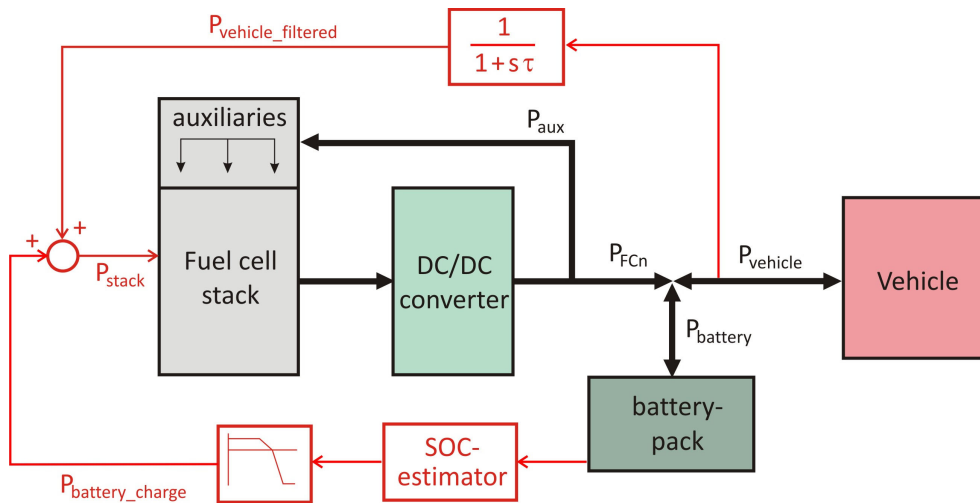 P_vehicle_filtered
1
1+sτ
auxiliaries
P_aux
+
+
P_stack
Fuel cell
stack
DC/DC
converter
P_FCn
P_vehicle
Vehicle
P_battery
battery-
pack
SOC-
estimator
P_battery_charge